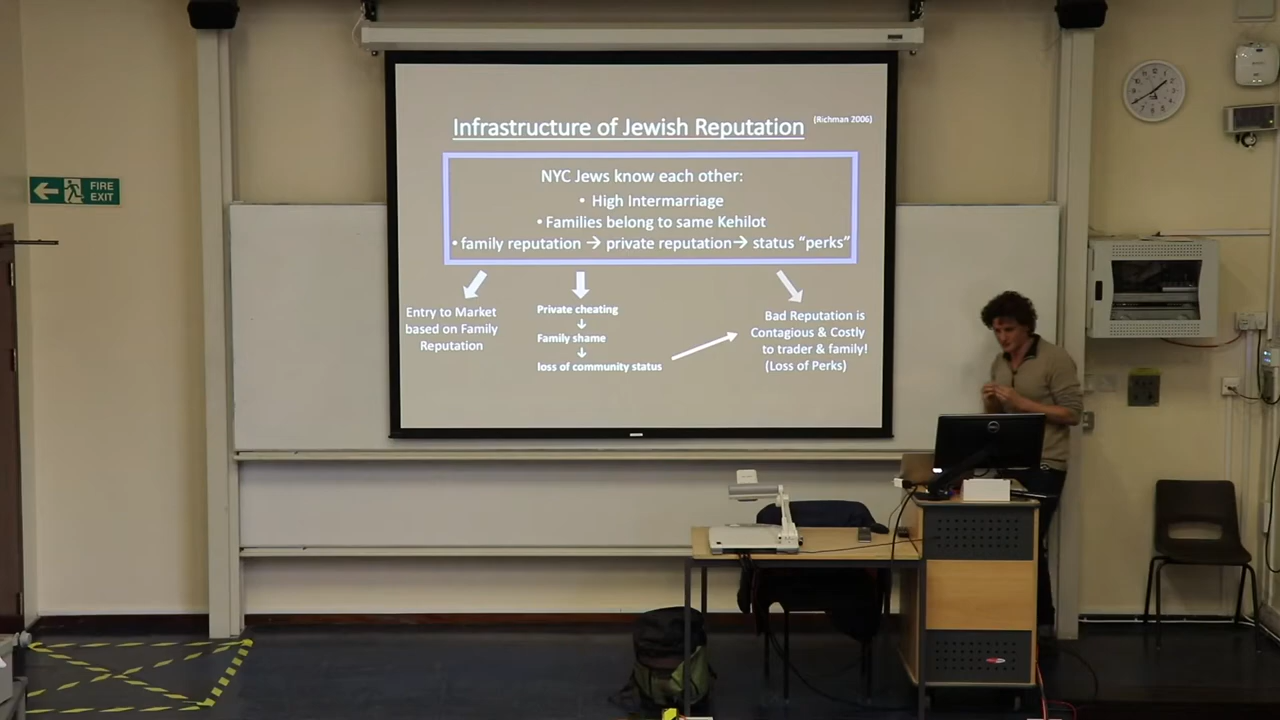 FIRE
EXIT
Infrastructure of Jewish Reputation
(Richman 2006)
NYC Jews know each other:
• High Intermarriage
• Families belong to same Kehilot
• family reputation → private reputation→ status “perks”
Entry to Market
based on Family
Reputation
Private cheating
Family shame
loss of community status
Bad Reputation is
Contagious & Costly
to trader & family!
(Loss of Perks)
DELL